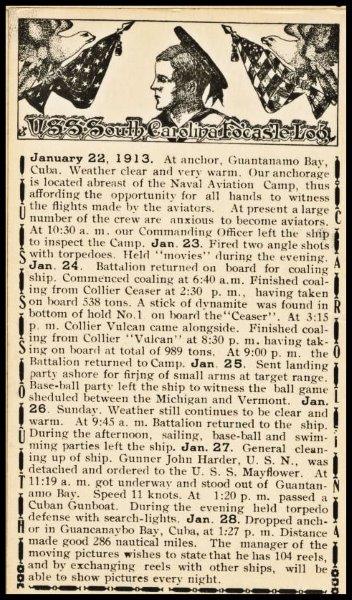 U.S.S. South Carolina Focastle Log
January 22, 1913. At anchor, Guantanamo Bay,
Cuba. Weather clear and very warm. Our anchorage
is located abreast of the Naval Aviation Camp, thus
affording the opportunity for all hands to witness
the flights made by the aviators. At present a large
number of the crew are anxious to become aviators.
At 10:30 a. m. our Commanding Officer left the ship
to inspect the Camp. Jan. 23. Fired two angle shots
with torpedoes. Held "movies" during the evening.
Jan. 24. Battalion returned on board for coaling
ship. Commenced coaling at 6:40 a.m. Finished coal-
ing from Collier Ceaser at 2:30 p. m., having taken
on board 538 tons. A stick of dynamite was found in
bottom of hold No.1 on board the "Ceaser". At 3:15
p. m. Collier Vulcan came alongside. Finished coal-
ing from Collier "Vulcan" at 8:30 p. m. having tak-
ing on board at total of 989 tons. At 9:00 p. m. the
Battalion returned to Camp. Jan. 25. Sent landing
party ashore for firing of small arms at target range.
Base-ball party left the ship to witness the ball game
sheduled between the Michigan and Vermont. Jan.
26. Sunday. Weather still continues to be clear and
warm. At 9:45 a. m. Battalion returned to the ship.
During the afternoon, sailing, base-ball and swim-
ming parties left the ship. Jan. 27. General clean-
ing up of ship. Gunner John Harder, U. S. N., was
detached and ordered to the U. S. S. Mayflower. At
11:19 a. m. got underway and stood out of Guantan-
amo Bay. Speed 11 knots. At 1:20 p. m. passed a
Cuban Gunboat. During the evening held torpedo
defense with search-lights. Jan. 28. Dropped anch-
or in Guancanaybo Bay, Cuba, at 1:27 p. m. Distance
made good 286 nautical miles. The manager of the
moving pictures wishes to state that he has 104 reels,
and by exchanging reels with other ships, will be
able to show pictures every night.
U S S SOUTH
CAROLINA